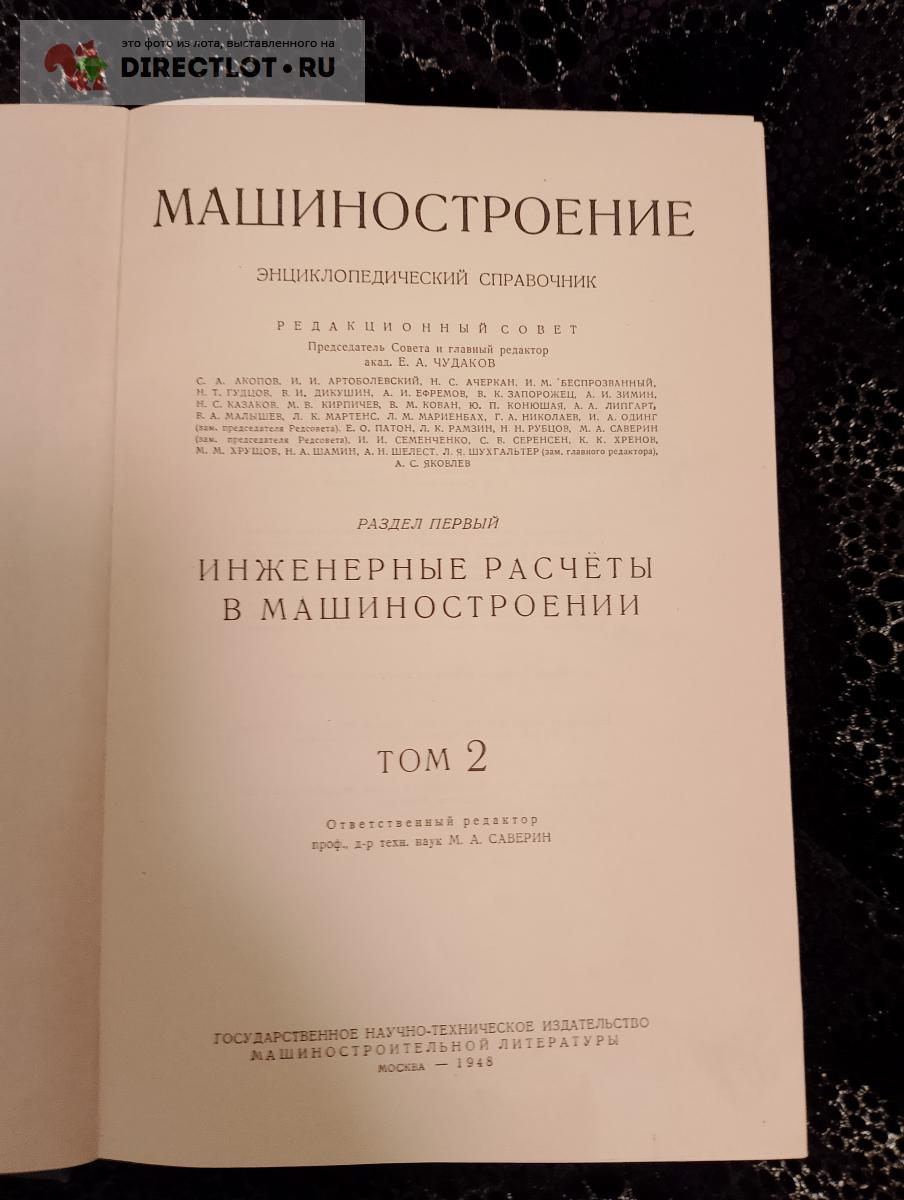 это фото из лота, выставленного на
DIRECTLOT.RU
МАШИНОСТРОЕНИЕ
ЭНЦИКЛОПЕДИЧЕСКИЙ СПРАВОЧНИК
РЕДАКЦИОННЫЙ СОВЕТ
Председатель Совета и главный редактор
акад. Е. А. ЧУДАКОВ
С. А. АКОПОВ, И. И. АРТОБОЛЕВСКИЙ, Н. С. АЧЕРКАН, И. М. БЕСПРОЗВАННЫЙ,
Н. Т. ГУДЦОВ, В. И. ДИКУШИН, А. И. ЕФРЕМОВ, В. К. ЗАПОРОЖЕЦ, А. И. ЗИМИН,
Н. С. КАЗАКОВ, М. В. КИРПИЧЕВ, В. М. КОВАН, Ю. П. КОНЮШАЯ, А. А. ЛИПГАРТ,
В. А. МАЛЫШЕВ, Л. К. МАРТЕНС, Л. М. МАРИЕНБАХ, Г. А. НИКОЛАЕВ, И. А. ОДИНГ
(зам. председателя Редсовета), Е. О. ПАТОН, Л. К. РАМЗИН, Н. Н. РУБЦОВ, М. А. САВЕРИН
(зам. председателя Редсовета), И. И. СЕМЕНЧЕНКО, С. В. СЕРЕНСЕН, К. К. ХРЕНОВ,
М. М. ХРУЩОВ, Н. А. ШАМИН, А. Н. ШЕЛЕСТ, Л. Я. ШУХГАЛЬТЕР (зам. главного редактора),
А. С. ЯКОВЛЕВ
РАЗДЕЛ ПЕРВЫЙ
ИНЖЕНЕРНЫЕ РАСЧЁТЫ
В МАШИНОСТРОЕНИИ
ТОМ 2
Ответственный редактор
проф., д-р техн. наук М. А. САВЕРИН
ГОСУДАРСТВЕННОЕ НАУЧНО-ТЕХНИЧЕСКОЕ ИЗДАТЕЛЬСТВО
МАШИНОСТРОИТЕЛЬНОЙ ЛИТЕРАТУРЫ
МОСКВА — 1948